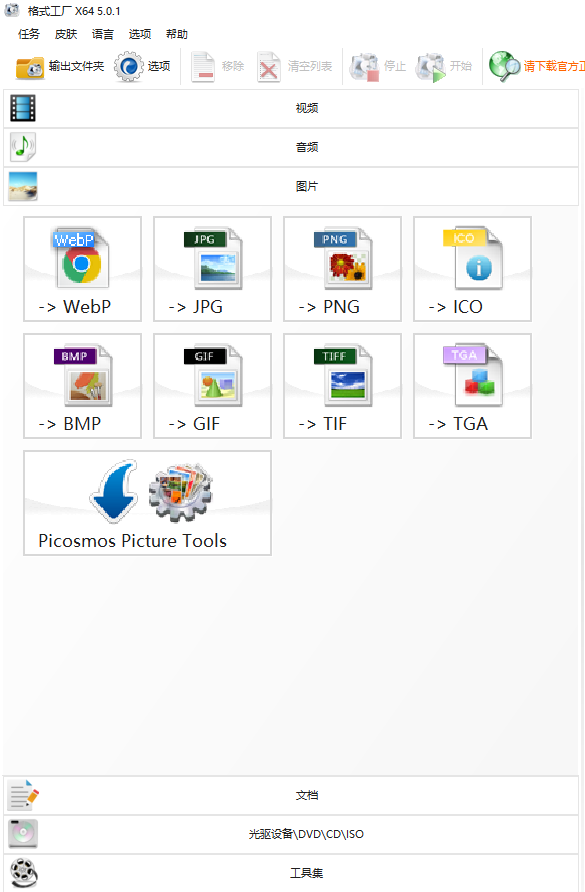 格式工厂 X64 5.0.1
任务 皮肤 语言 选项 帮助
输出文件夹 选项 移除 清空列表 停止 开始 请下载官方正
视频
音频
图片
WebP JPG PNG ICO
-> WebP -> JPG -> PNG -> ICO
BMP GIF TIFF TGA
-> BMP -> GIF -> TIF -> TGA
Picosmos Picture Tools
文档
光驱设备\DVD\CD\ISO
工具集